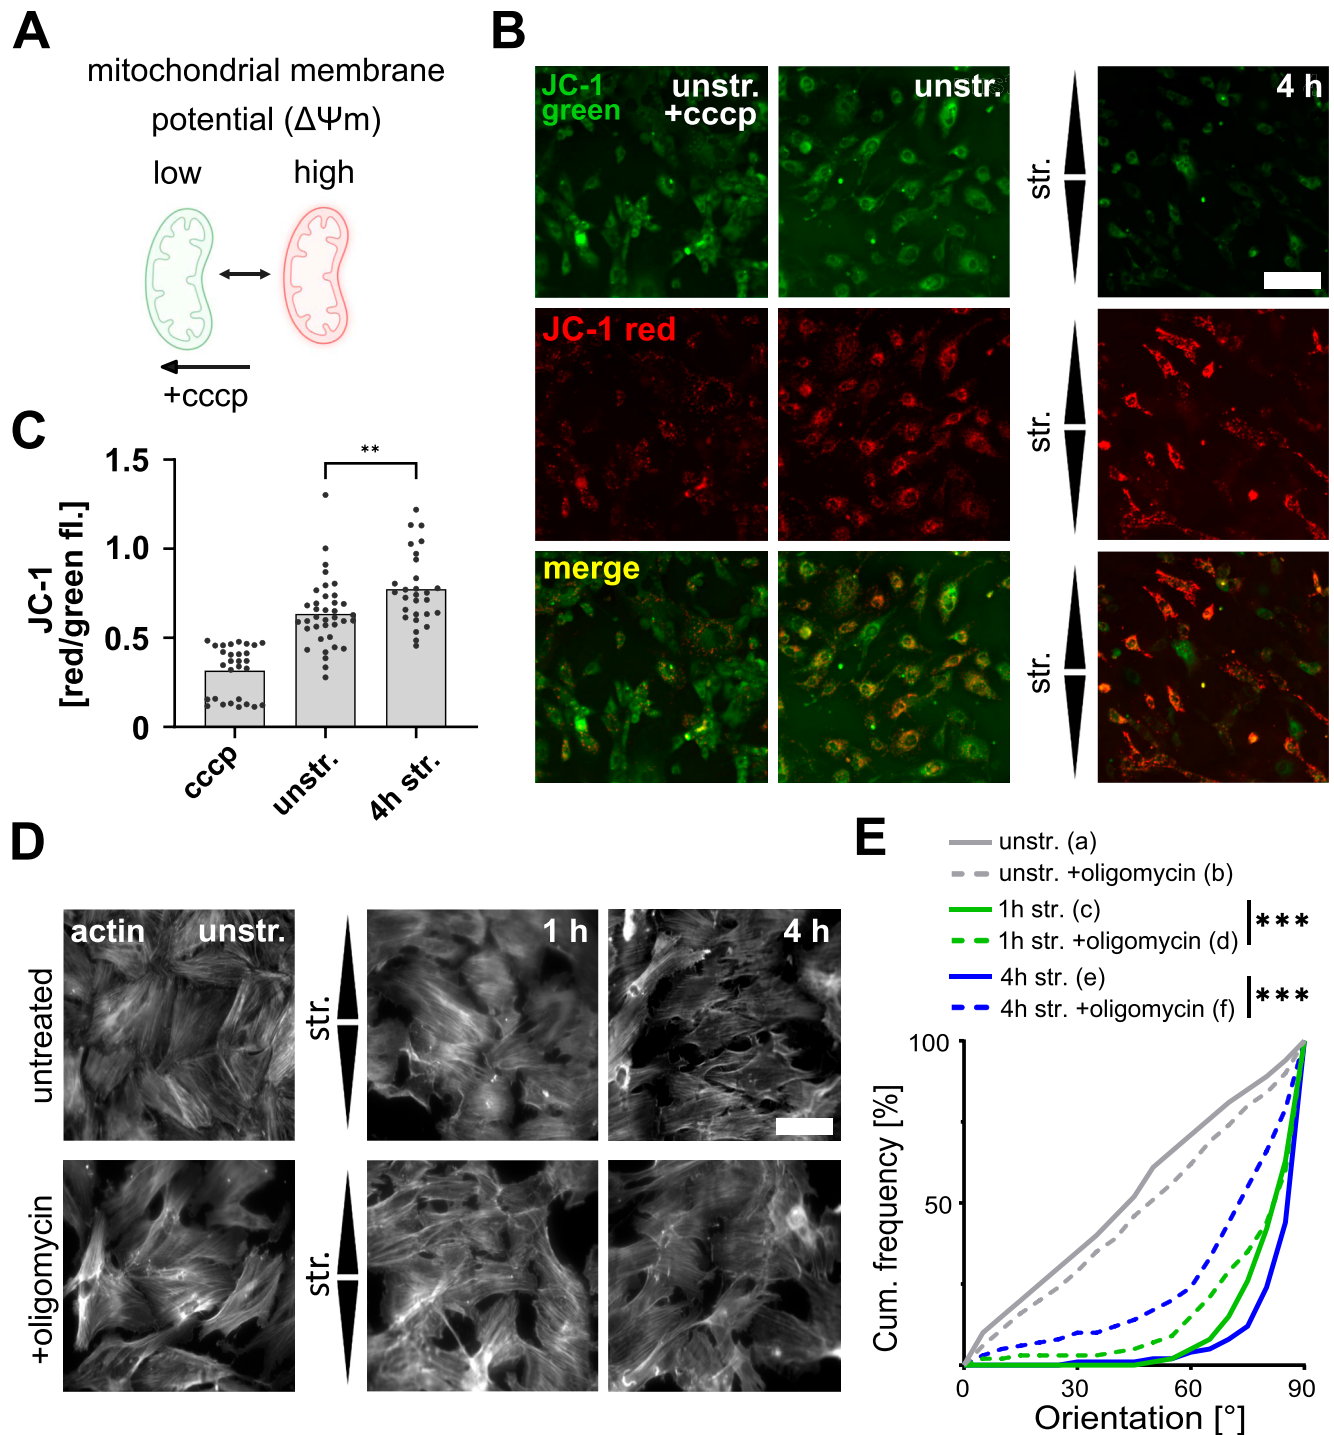 A
mitochondrial membrane
potential (ΔΨm)
low
high
+cccp
B
JC-1
green
unstr.
+cccp
unstr.
str.
4 h
JC-1 red
str.
merge
str.
C
JC-1
[red/green fl.]
1.5
1.0
0.5
0
**
cccp
unstr.
4h str.
D
untreated
actin
unstr.
str.
1 h
4 h
+oligomycin
str.
E
unstr. (a)
unstr. +oligomycin (b)
1h str. (c)
1h str. +oligomycin (d)
***
4h str. (e)
4h str. +oligomycin (f)
***
Cum. frequency [%]
100
50
0
30
60
90
Orientation [°]